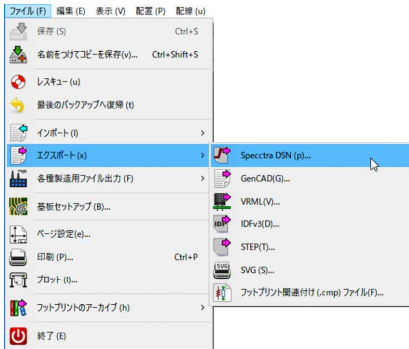 ファイル(F) 編集(E) 表示(V) 配置(P) 配線(u)
保存(S) Ctrl+S
名前をつけてコピーを保存(v)... Ctrl+Shift+S
レスキュー(u)
最後のバックアップへ復帰(t)
インポート(I)
エクスポート(x)
各種製造用ファイル出力(F)
基板セットアップ(B)...
ページ設定(e)...
印刷(P)... Ctrl+P
プロット(l)...
フットプリントのアーカイブ(h)
終了(E)
Specctra DSN (p)...
GenCAD(G)...
VRML(V)...
IDP IDFv3(D)...
STEP(T)...
SVG SVG (S)...
フットプリント関連付け(.cmp) ファイル(F)...